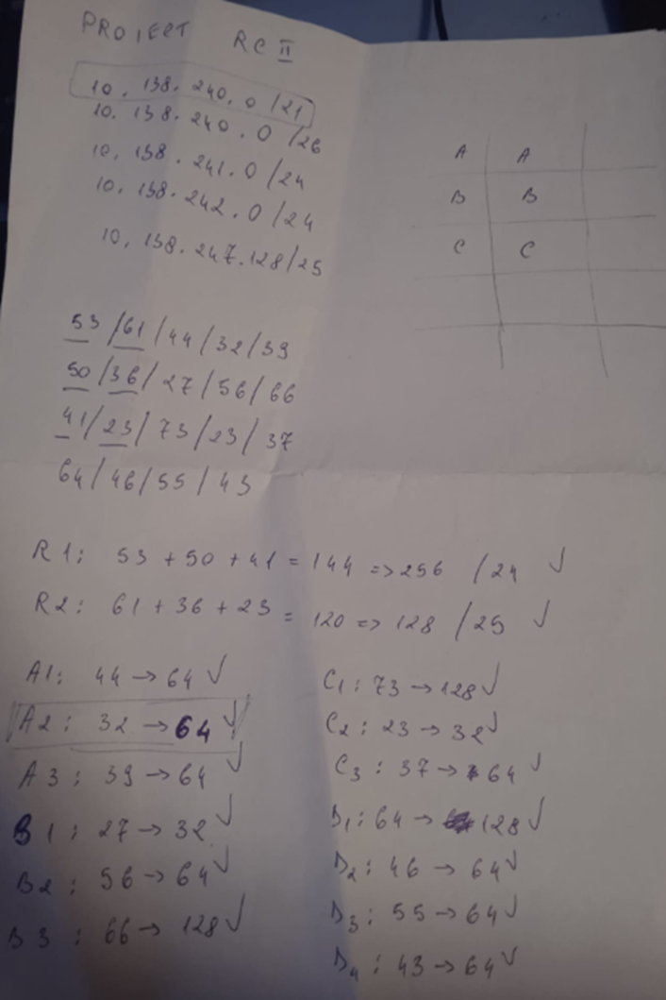 PROIECT RC II
10. 138. 240. 0 /21
10. 138. 240. 0 /26
10. 138. 241. 0 /24
10. 138. 242. 0 /24
10. 138. 247. 128/25
A A
B B
C C
53 /61/44/32/39
50 /36/27/56/66
41/23/73/23/37
64/46/55/43
R1: 53 + 50 + 41 = 144 => 256 /24 ✓
R2: 61 + 36 + 23 = 120 => 128 /25 ✓
A1: 44 → 64 ✓
A2: 32 → 64 ✓
A3: 39 → 64 ✓
B1: 27 → 32 ✓
B2: 56 → 64 ✓
B3: 66 → 128 ✓
C1: 73 → 128 ✓
C2: 23 → 32 ✓
C3: 37 → 64 ✓
D1: 64 → 128 ✓
D2: 46 → 64 ✓
D3: 55 → 64 ✓
D4: 43 → 64 ✓